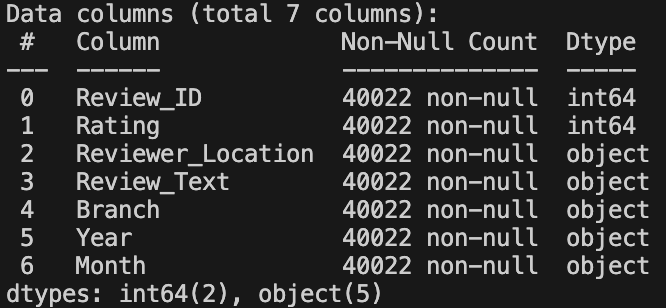 Data columns (total 7 columns):
 #   Column             Non-Null Count  Dtype
---  ------             --------------  -----
 0   Review_ID          40022 non-null  int64
 1   Rating             40022 non-null  int64
 2   Reviewer_Location  40022 non-null  object
 3   Review_Text        40022 non-null  object
 4   Branch             40022 non-null  object
 5   Year               40022 non-null  object
 6   Month              40022 non-null  object
dtypes: int64(2), object(5)